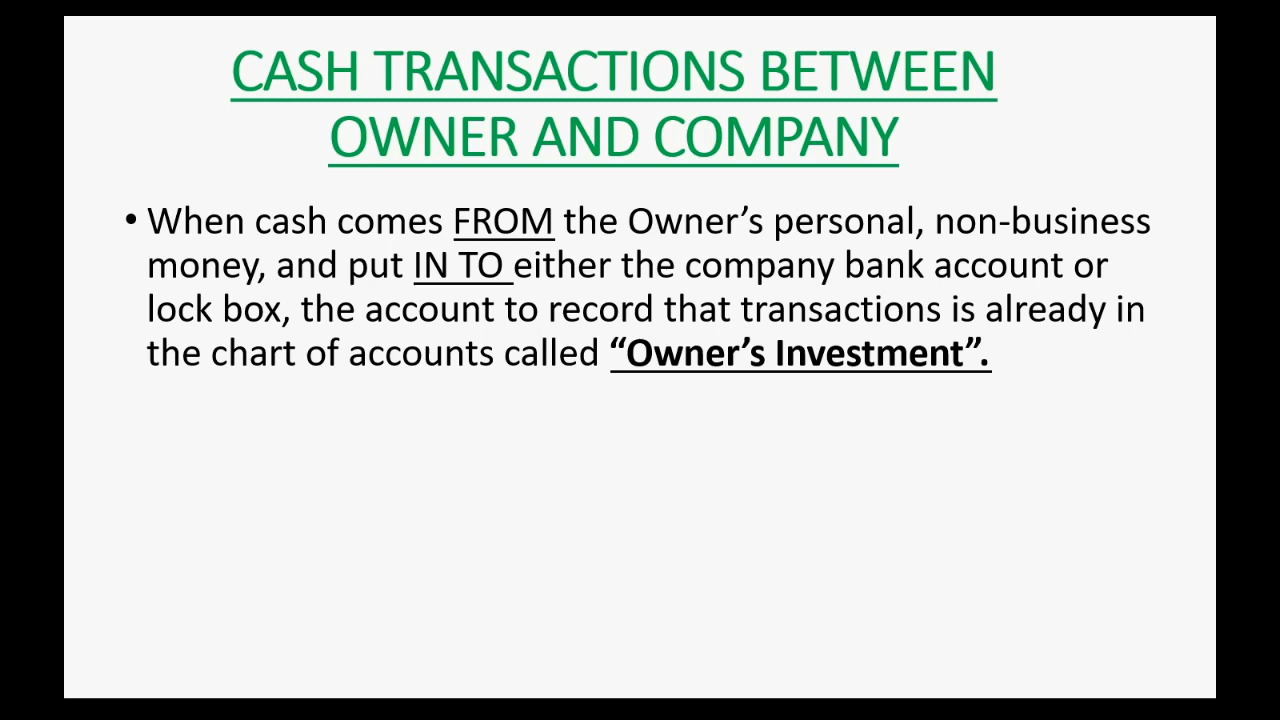 CASH TRANSACTIONS BETWEEN
OWNER AND COMPANY
• When cash comes FROM the Owner’s personal, non-business
money, and put IN TO either the company bank account or
lock box, the account to record that transactions is already in
the chart of accounts called “Owner’s Investment”.